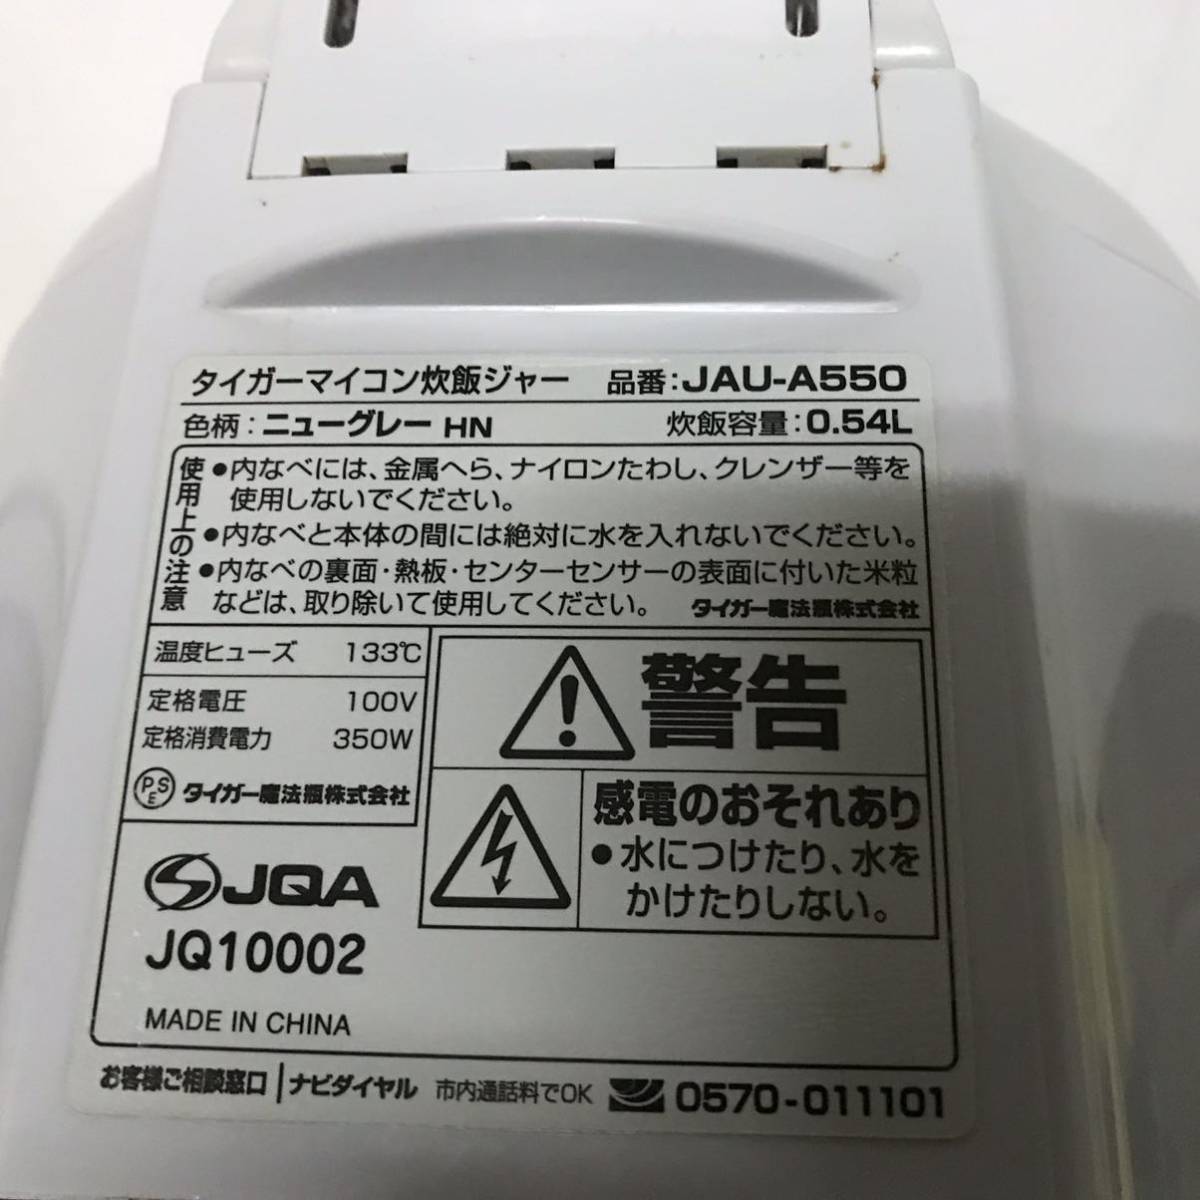 タイガーマイコン炊飯ジャー 品番:JAU-A550
色柄:ニューグレー HN 炊飯容量:0.54L
使用上の注意
●内なべには、金属へら、ナイロンたわし、クレンザー等を
使用しないでください。
●内なべと本体の間には絶対に水を入れないでください。
●内なべの裏面・熱板・センターセンサーの表面に付いた米粒
などは、取り除いて使用してください。 タイガー魔法瓶株式会社
温度ヒューズ 133℃
定格電圧 100V
定格消費電力 350W
PSE タイガー魔法瓶株式会社
警告
感電のおそれあり
●水につけたり、水を
かけたりしない。
JQA
JQ10002
MADE IN CHINA
お客様ご相談窓口 ナビダイヤル 市内通話料でOK 0570-011101